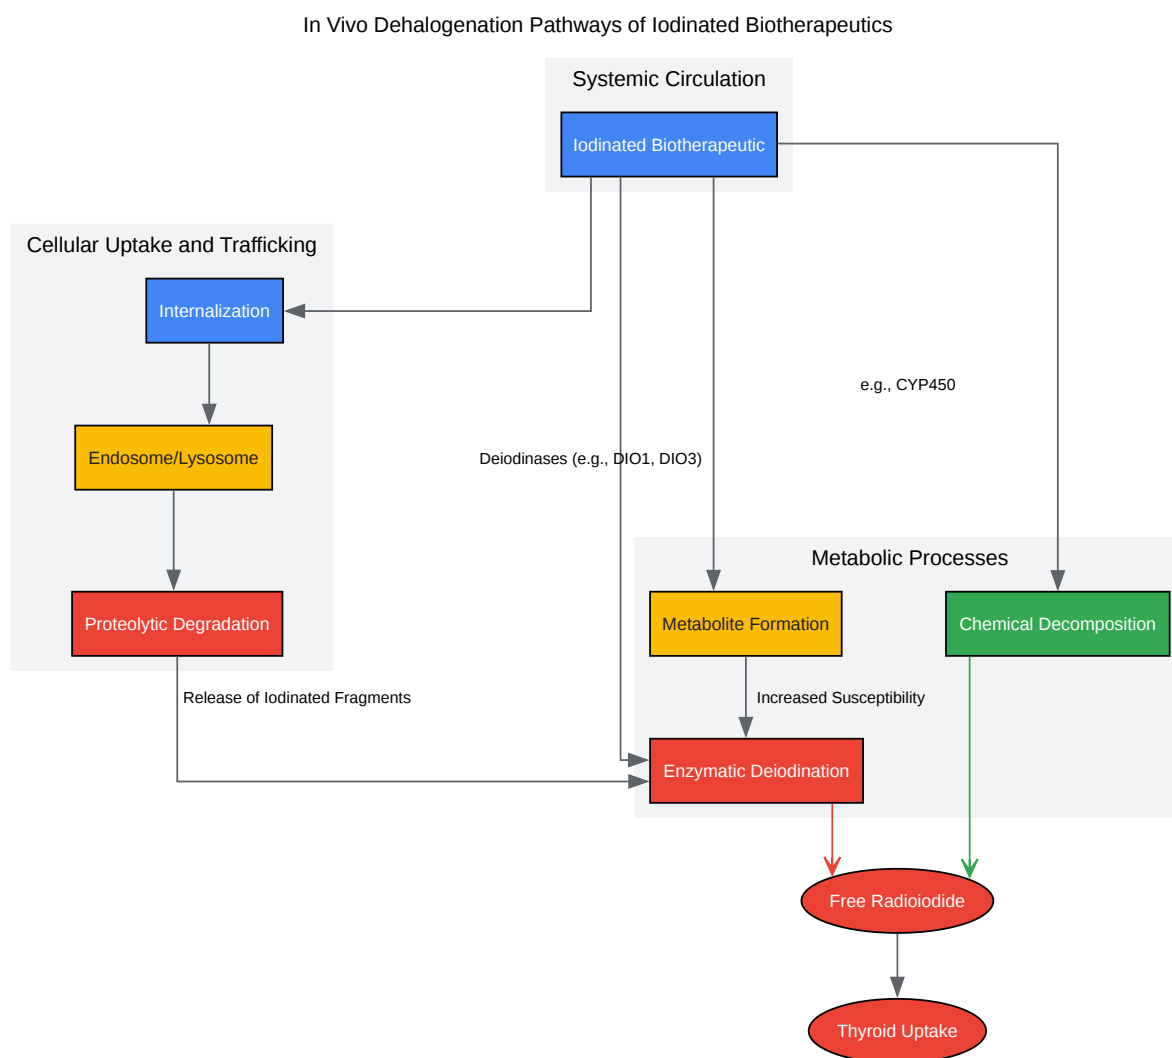 In Vivo Dehalogenation Pathways of Iodinated Biotherapeutics
Systemic Circulation
Iodinated Biotherapeutic
Cellular Uptake and Trafficking
Internalization
e.g., CYP450
Endosome/Lysosome
Deiodinases (e.g., DIO1, DIO3)
Metabolic Processes
Proteolytic Degradation
Metabolite Formation
Chemical Decomposition
Release of Iodinated Fragments
Increased Susceptibility
Enzymatic Deiodination
Free Radioiodide
Thyroid Uptake